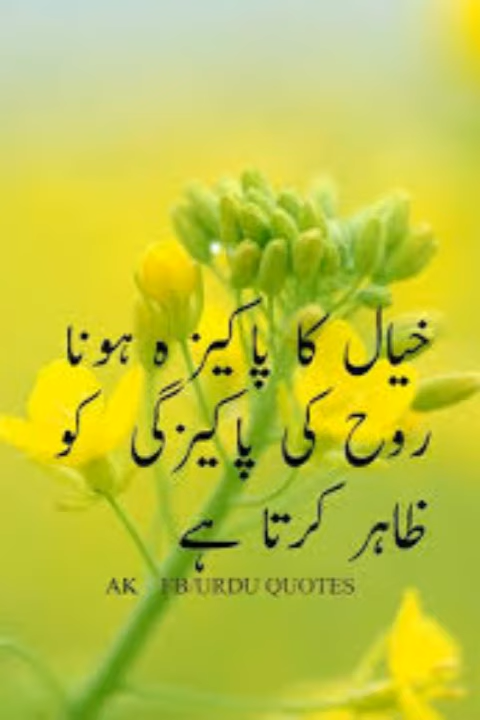 خیال کا پاکیزہ ہونا
روح کی پاکیزگی کو
ظاہر کرتا ہے
AK FB/URDU QUOTES